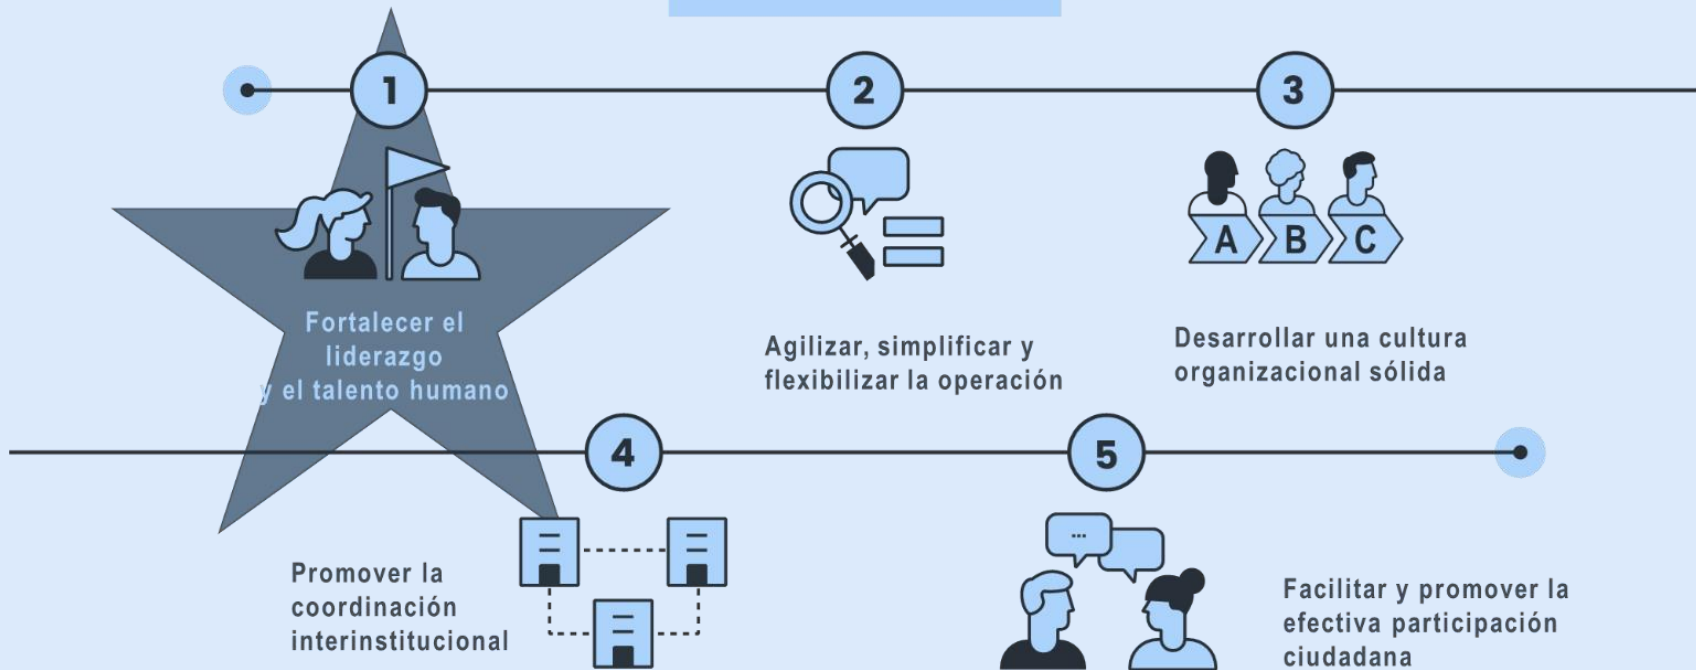 1
2
3
Fortalecer el
liderazgo
y el talento humano
Agilizar, simplificar y
flexibilizar la operación
A B C
Desarrollar una cultura
organizacional sólida
4
5
Promover la
coordinación
interinstitucional
...
Facilitar y promover la
efectiva participación
ciudadana